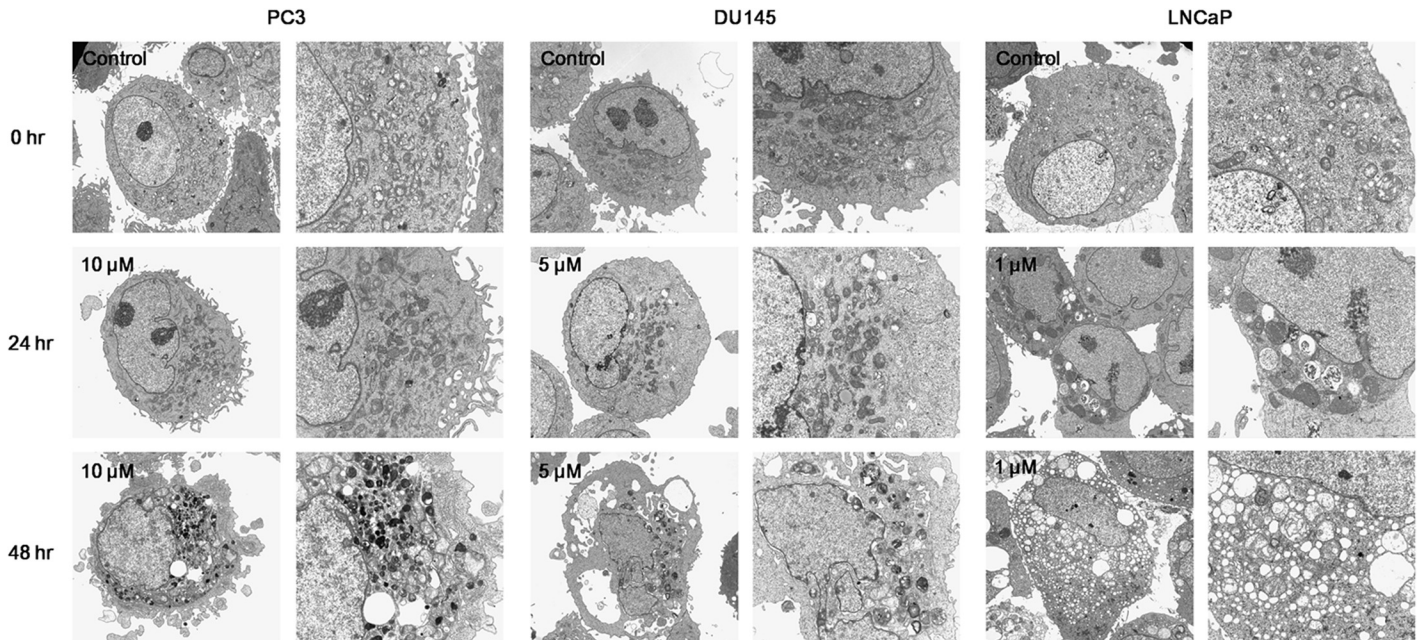 PC3 DU145 LNCaP
0 hr Control Control Control
24 hr 10 µM 5 µM 1 µM
48 hr 10 µM 5 µM 1 µM